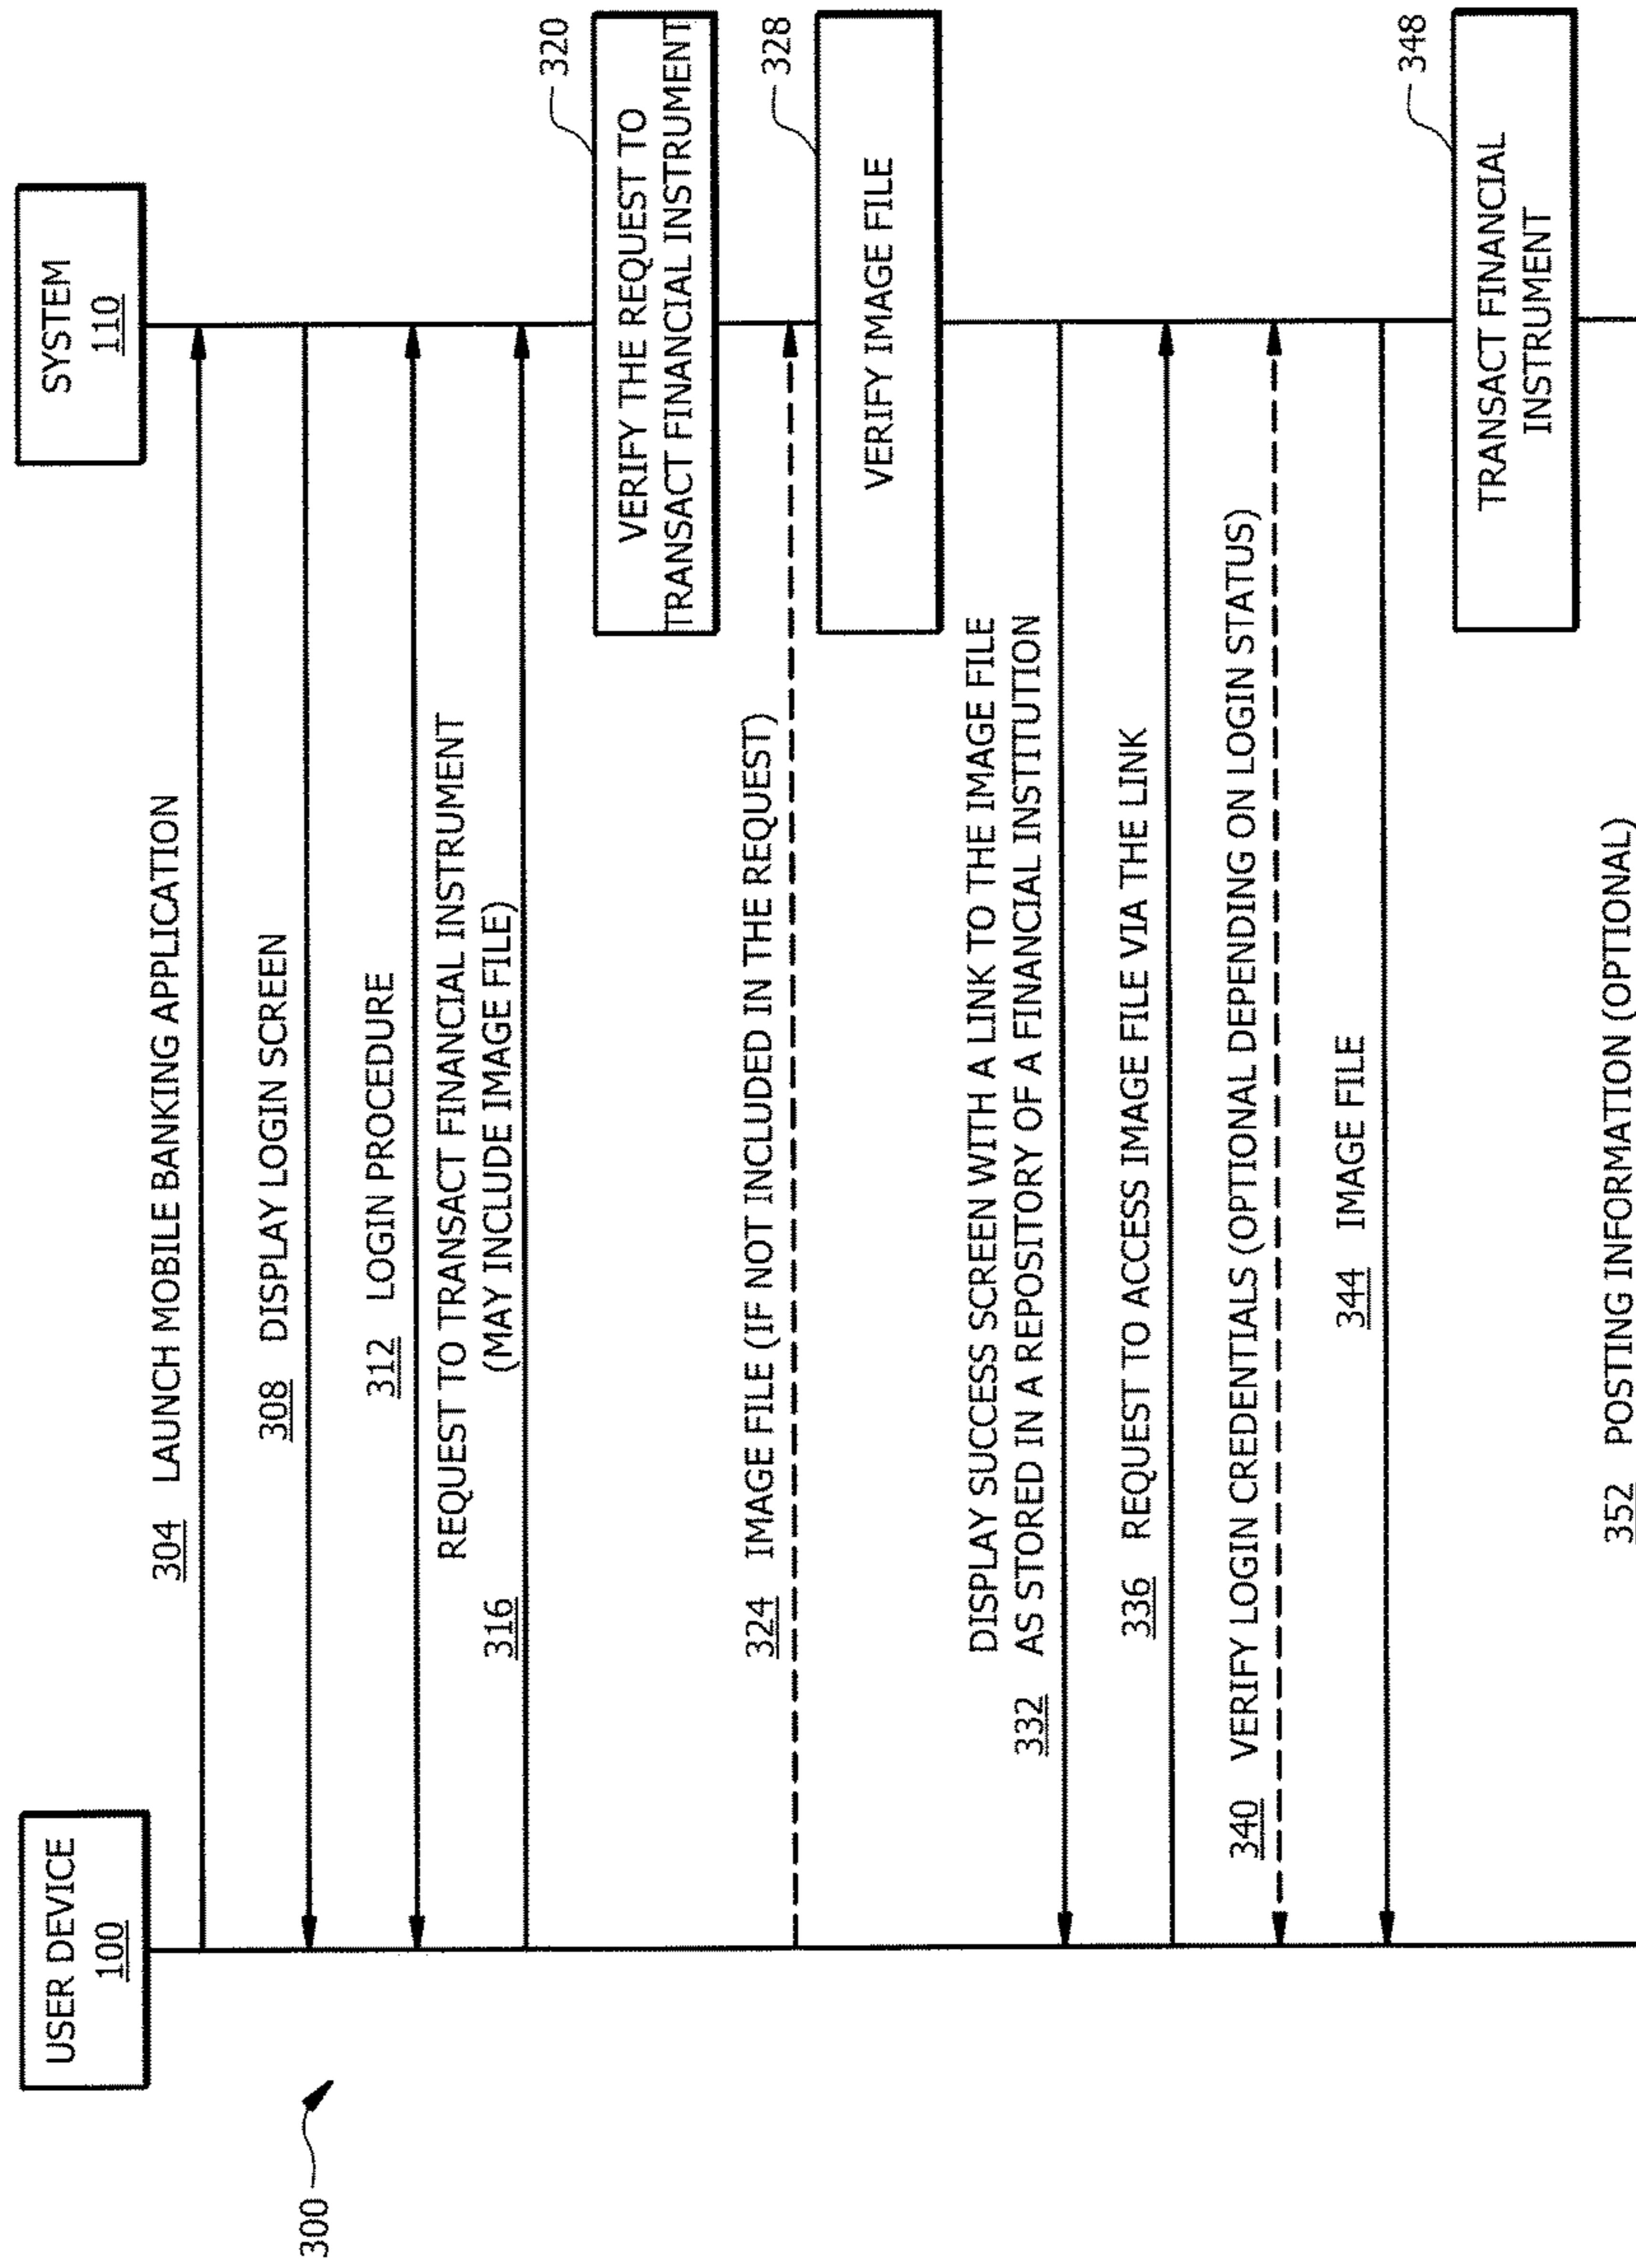 300
USER DEVICE
100
SYSTEM
110
304 LAUNCH MOBILE BANKING APPLICATION
308 DISPLAY LOGIN SCREEN
312 LOGIN PROCEDURE
REQUEST TO TRANSACT FINANCIAL INSTRUMENT
316 (MAY INCLUDE IMAGE FILE)
320
VERIFY THE REQUEST TO
TRANSACT FINANCIAL INSTRUMENT
324 IMAGE FILE (IF NOT INCLUDED IN THE REQUEST)
328
VERIFY IMAGE FILE
DISPLAY SUCCESS SCREEN WITH A LINK TO THE IMAGE FILE
332 AS STORED IN A REPOSITORY OF A FINANCIAL INSTITUTION
336 REQUEST TO ACCESS IMAGE FILE VIA THE LINK
340 VERIFY LOGIN CREDENTIALS (OPTIONAL DEPENDING ON LOGIN STATUS)
344 IMAGE FILE
348
TRANSACT FINANCIAL
INSTRUMENT
352 POSTING INFORMATION (OPTIONAL)